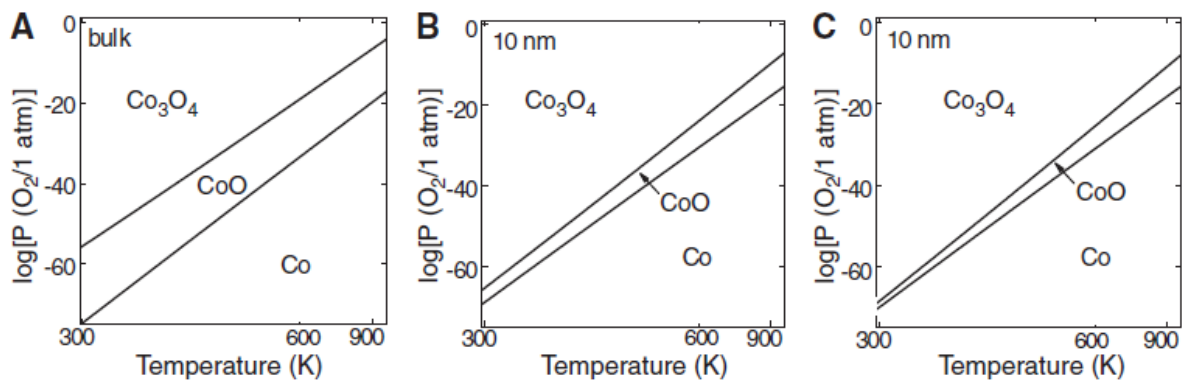 A
bulk
Co₃O₄
CoO
Co
0
-20
-40
-60
300
600
900
log[P (O₂/1 atm)]
Temperature (K)
B
10 nm
Co₃O₄
CoO
Co
0
-20
-40
-60
300
600
900
log[P (O₂/1 atm)]
Temperature (K)
C
10 nm
Co₃O₄
CoO
Co
0
-20
-40
-60
300
600
900
log[P (O₂/1 atm)]
Temperature (K)